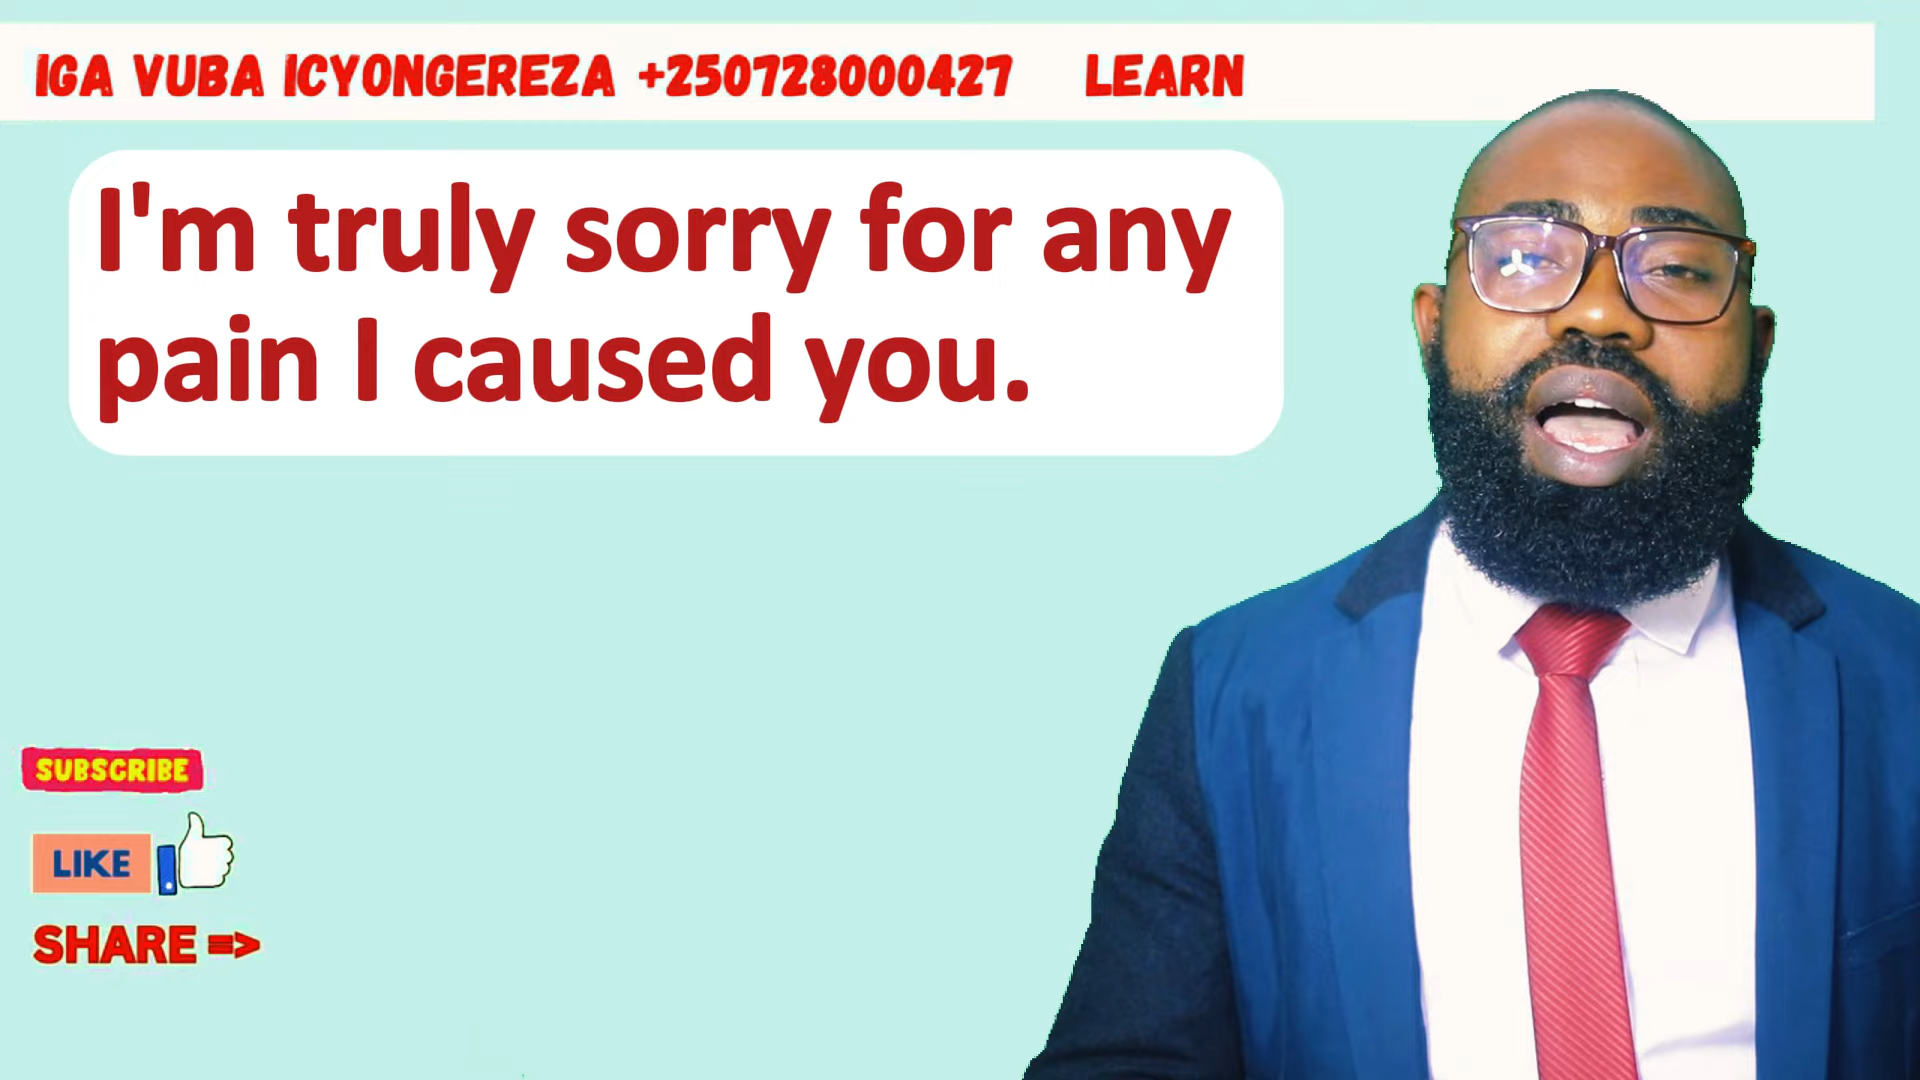 IGA VUBA ICYONGEREZA +250728000427 LEARN
I'm truly sorry for any
pain I caused you.
SUBSCRIBE
LIKE
SHARE =>